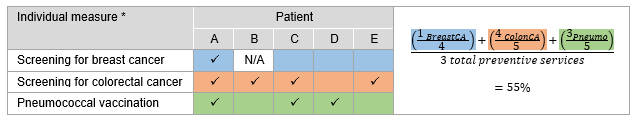 Individual measure *
Patient
A B C D E
Screening for breast cancer ✓ N/A
Screening for colorectal cancer ✓ ✓ ✓ ✓
Pneumococcal vaccination ✓ ✓ ✓
(1 BreastCA / 4) + (4 ColonCA / 5) + (3 Pneumo / 5)
3 total preventive services
= 55%